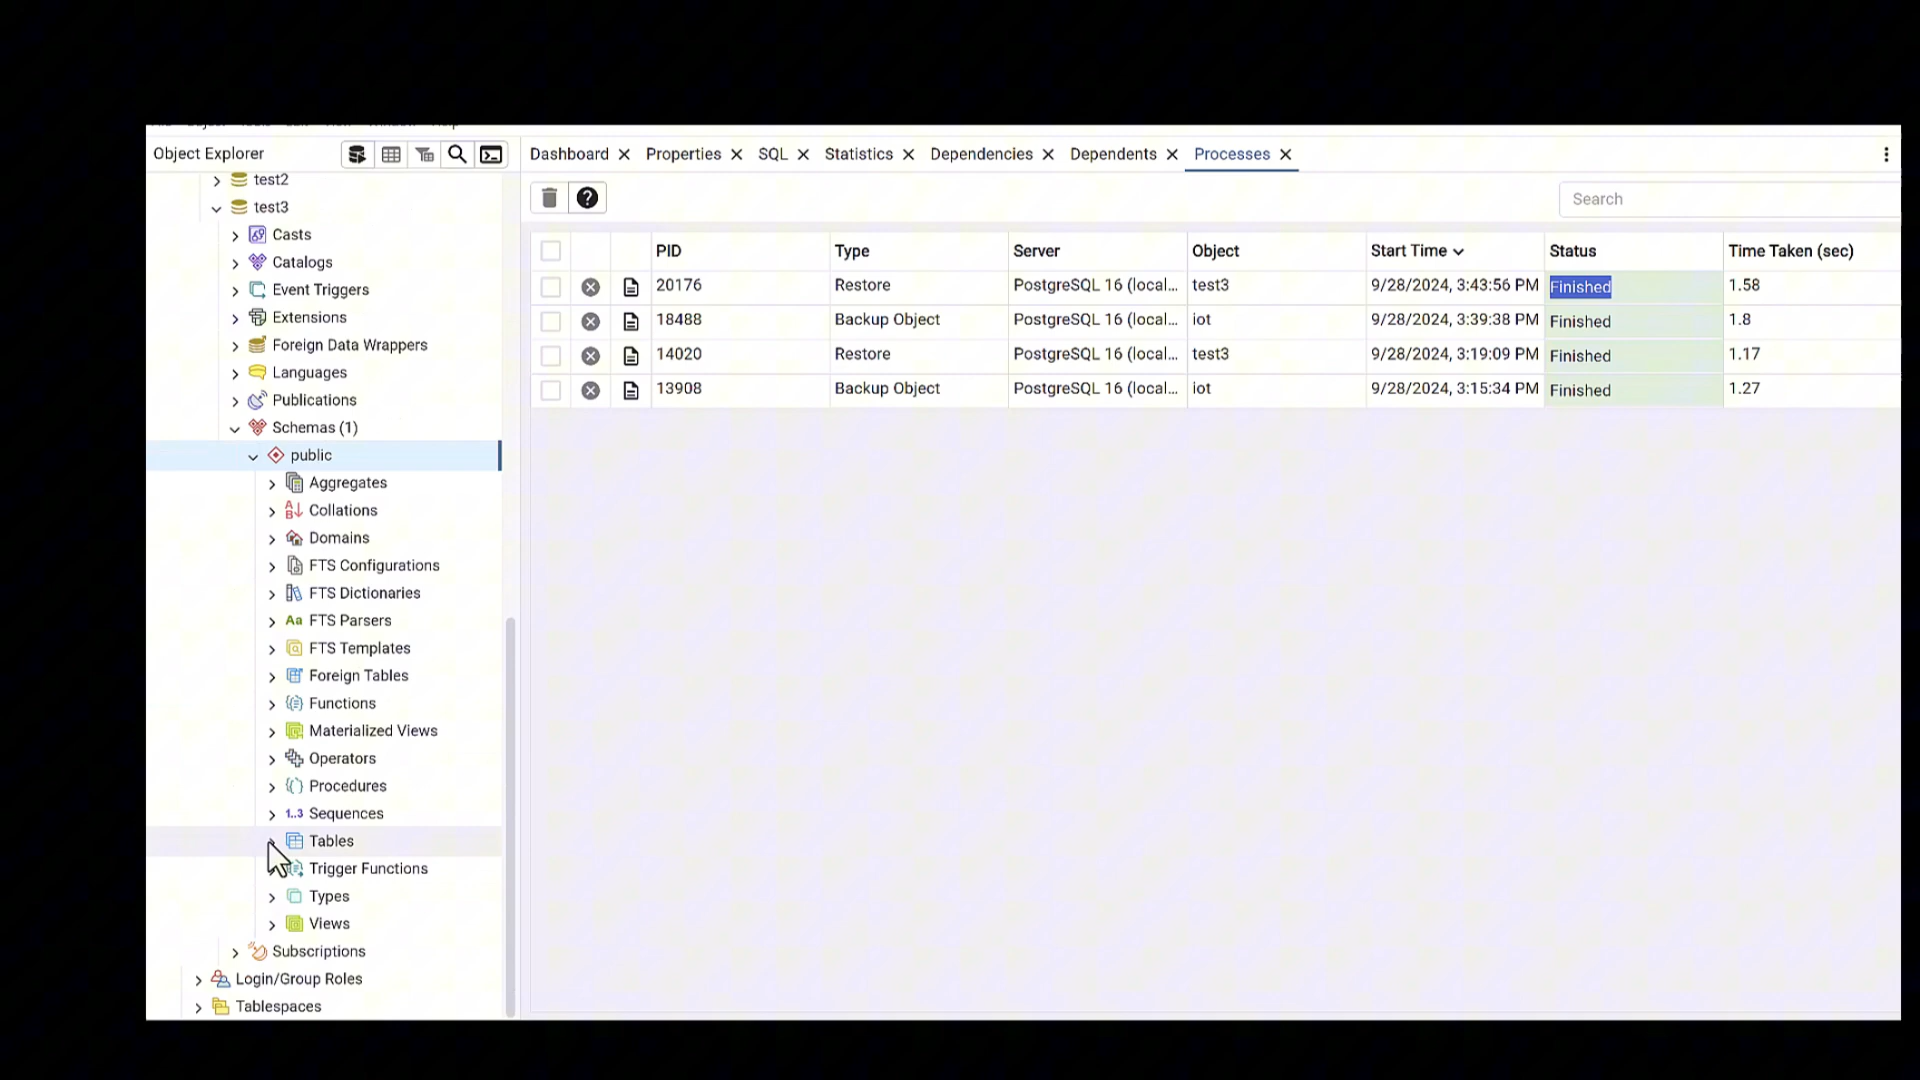 Object Explorer
Dashboard Properties SQL Statistics Dependencies Dependents Processes
test2
test3
Casts
Catalogs
Event Triggers
Extensions
Foreign Data Wrappers
Languages
Publications
Schemas (1)
public
Aggregates
Collations
Domains
FTS Configurations
FTS Dictionaries
Aa FTS Parsers
FTS Templates
Foreign Tables
Functions
Materialized Views
Operators
Procedures
1..3 Sequences
Tables
Trigger Functions
Types
Views
Subscriptions
Login/Group Roles
Tablespaces
Search
PID Type Server Object Start Time Status Time Taken (sec)
20176 Restore PostgreSQL 16 (local... test3 9/28/2024, 3:43:56 PM Finished 1.58
18488 Backup Object PostgreSQL 16 (local... iot 9/28/2024, 3:39:38 PM Finished 1.8
14020 Restore PostgreSQL 16 (local... test3 9/28/2024, 3:19:09 PM Finished 1.17
13908 Backup Object PostgreSQL 16 (local... iot 9/28/2024, 3:15:34 PM Finished 1.27